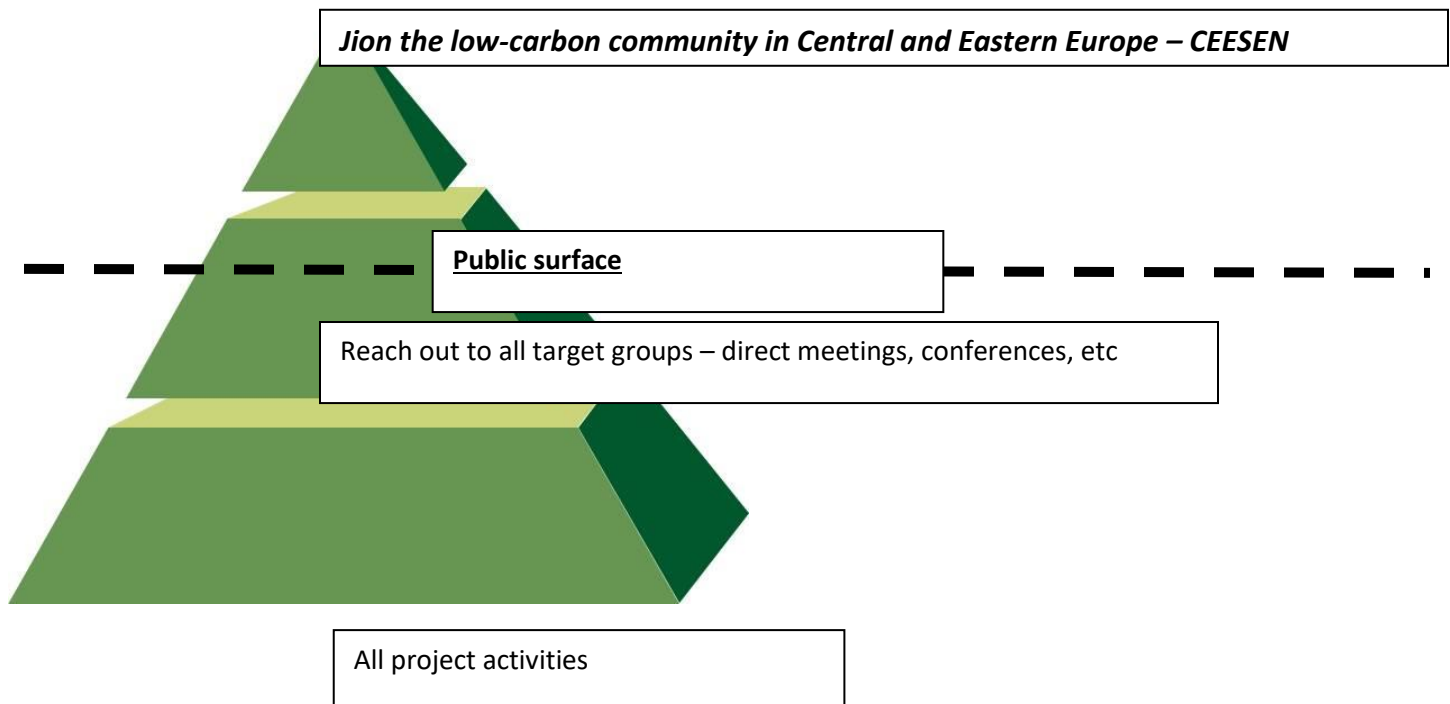 Jion the low-carbon community in Central and Eastern Europe – CEESEN
Public surface
Reach out to all target groups – direct meetings, conferences, etc
All project activities